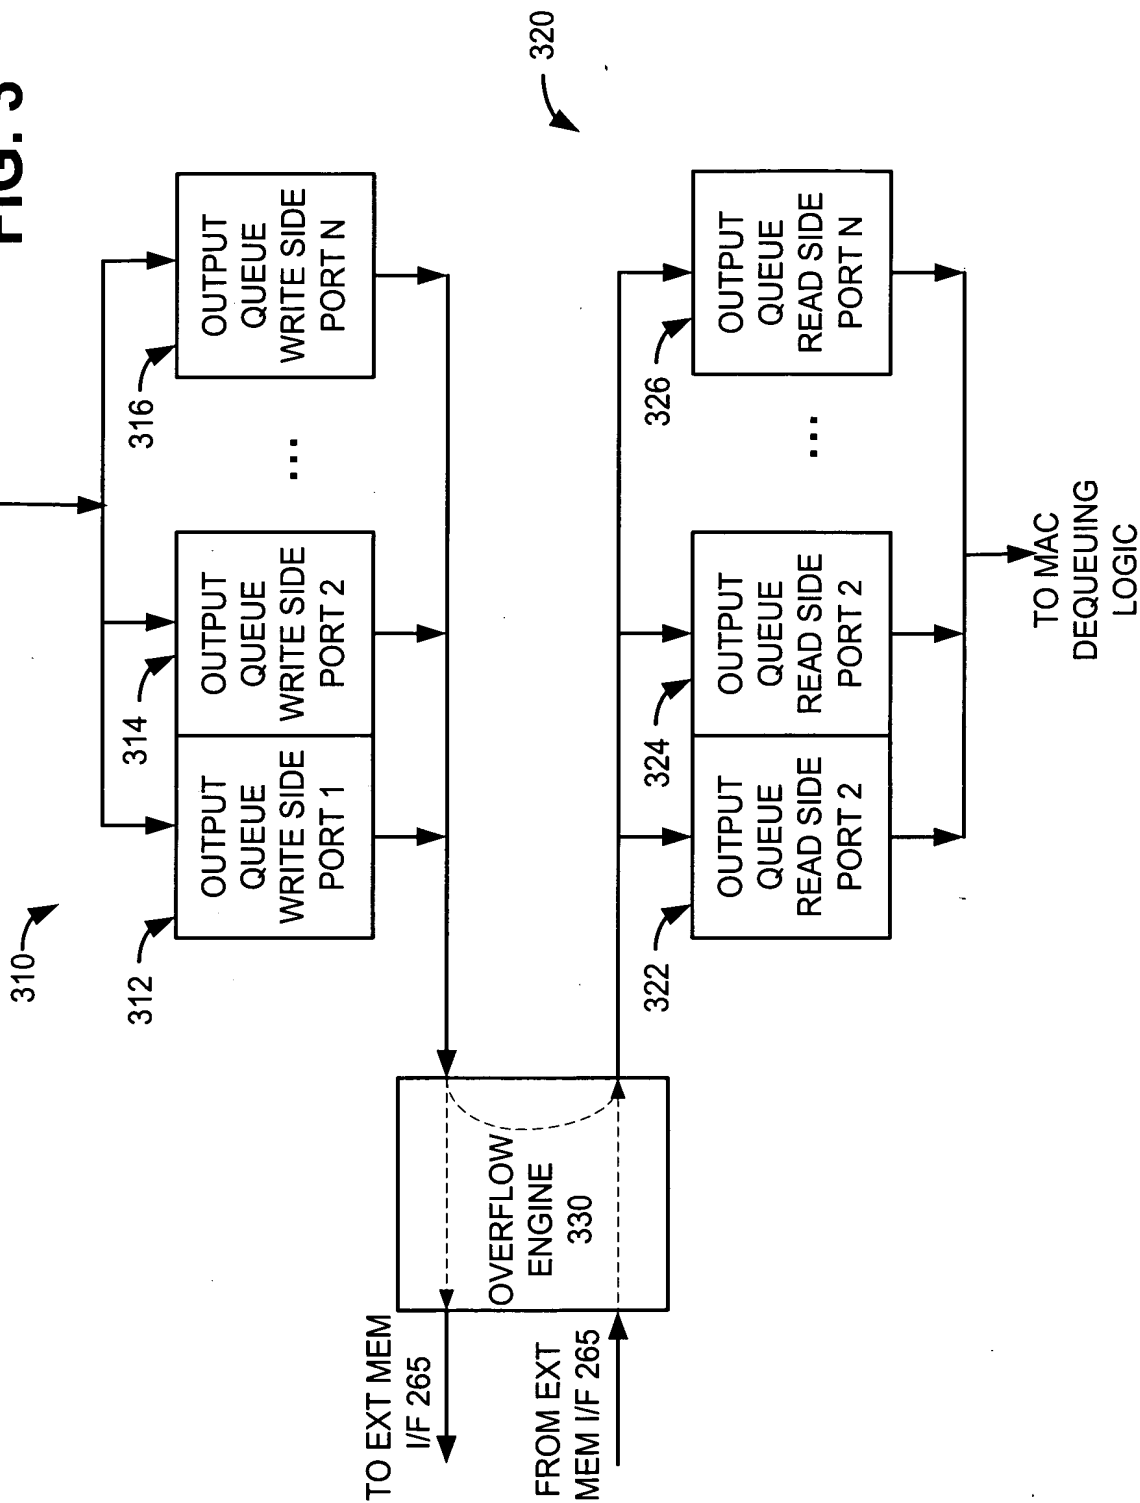 FIG. 3
310
312
OUTPUT
QUEUE
WRITE SIDE
PORT 1
314
OUTPUT
QUEUE
WRITE SIDE
PORT 2
...
316
OUTPUT
QUEUE
WRITE SIDE
PORT N
TO EXT MEM
I/F 265
FROM EXT
MEM I/F 265
OVERFLOW
ENGINE
330
320
322
OUTPUT
QUEUE
READ SIDE
PORT 2
324
OUTPUT
QUEUE
READ SIDE
PORT 2
...
326
OUTPUT
QUEUE
READ SIDE
PORT N
TO MAC
DEQUEUING
LOGIC